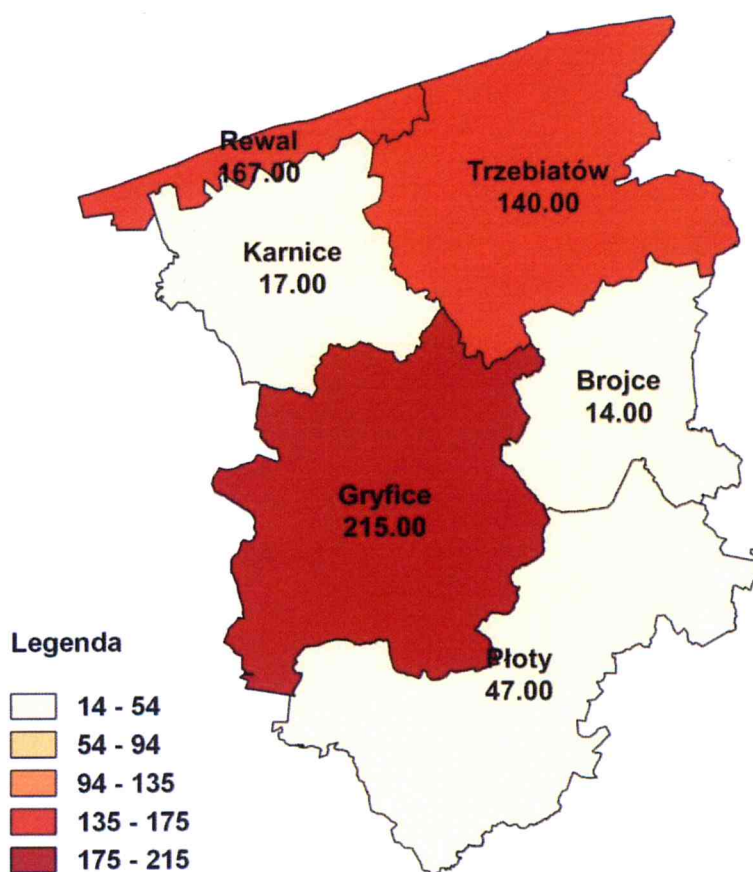 Rewal
167.00
Trzebiatów
140.00
Karnice
17.00
Brojce
14.00
Gryfice
215.00
Płoty
47.00
Legenda
14 - 54
54 - 94
94 - 135
135 - 175
175 - 215